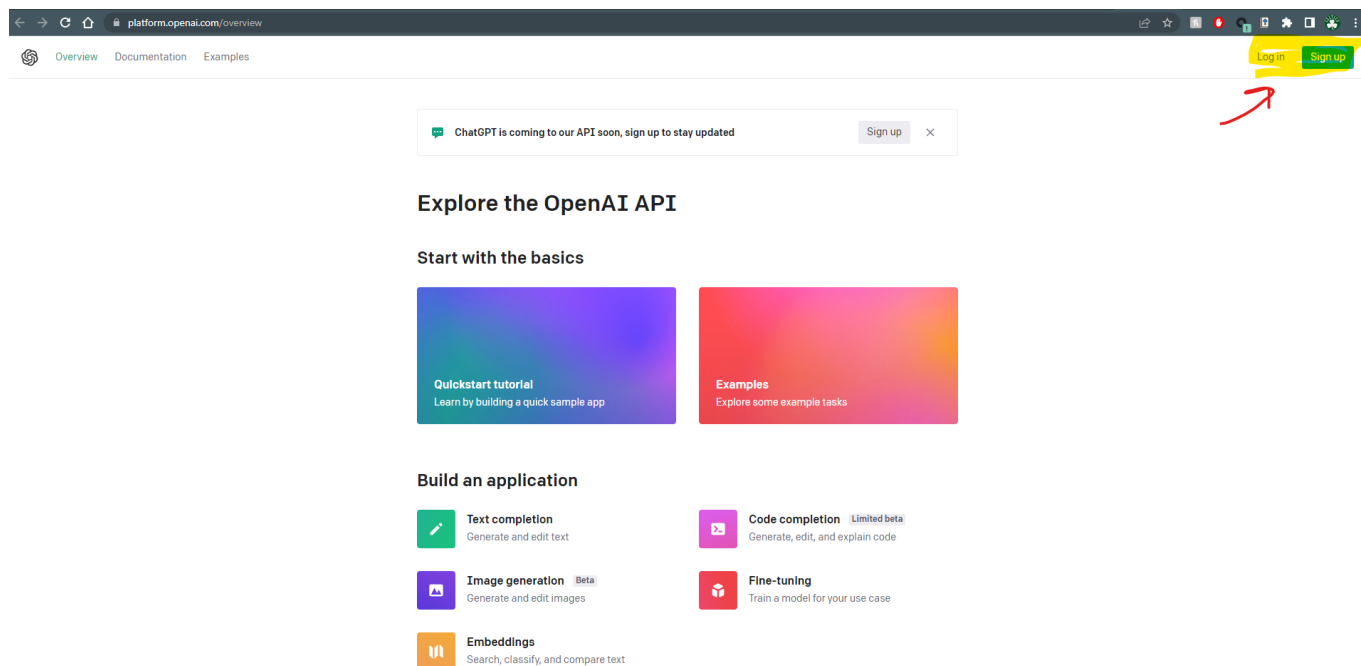 platform.openai.com/overview
Overview Documentation Examples
Log in Sign up
ChatGPT is coming to our API soon, sign up to stay updated Sign up
Explore the OpenAI API
Start with the basics
Quickstart tutorial
Learn by building a quick sample app
Examples
Explore some example tasks
Build an application
Text completion
Generate and edit text
Code completion Limited beta
Generate, edit, and explain code
Image generation Beta
Generate and edit images
Fine-tuning
Train a model for your use case
Embeddings
Search, classify, and compare text